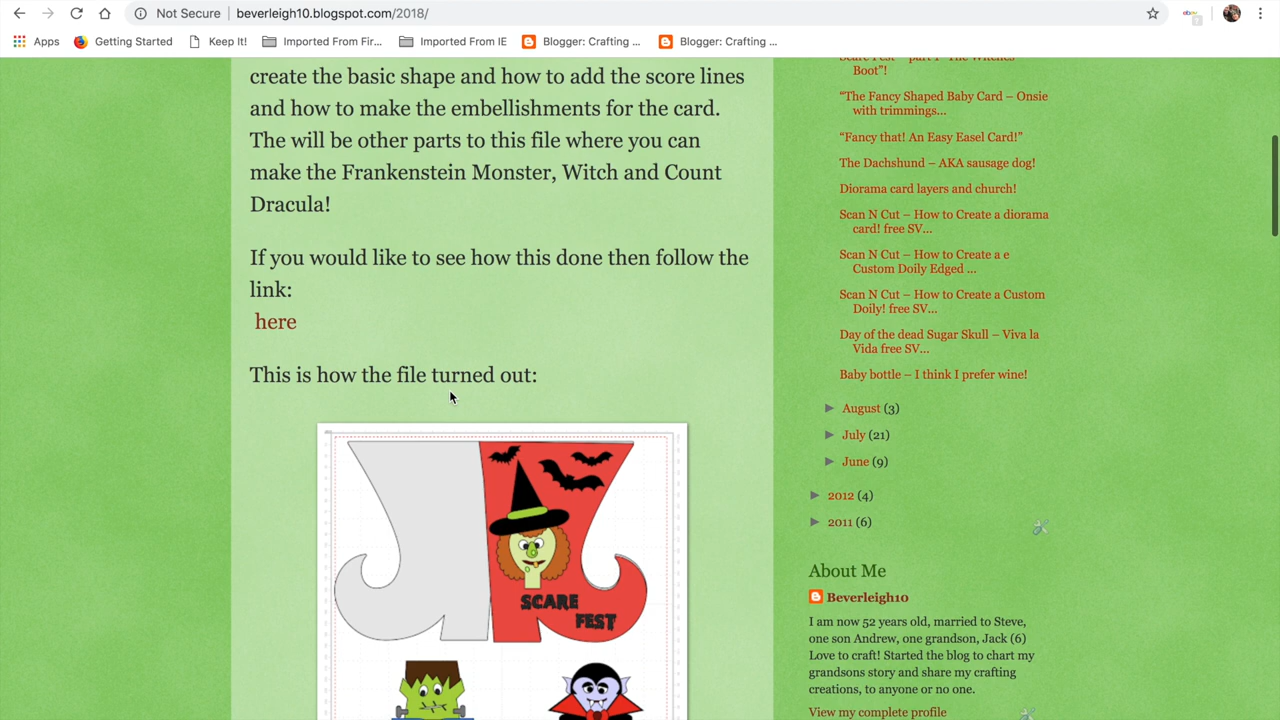 Not Secure beverleigh10.blogspot.com/2018/
Apps Getting Started Keep It! Imported From Fir... Imported From IE Blogger: Crafting ... Blogger: Crafting ...
create the basic shape and how to add the score lines
and how to make the embellishments for the card.
The will be other parts to this file where you can
make the Frankenstein Monster, Witch and Count
Dracula!
If you would like to see how this done then follow the
link:
here
This is how the file turned out:
SCARE
FEST
Scare Fest – part 1 "The Witches
Boot"!
"The Fancy Shaped Baby Card – Onsie
with trimmings...
"Fancy that! An Easy Easel Card!"
The Dachshund – AKA sausage dog!
Diorama card layers and church!
Scan N Cut – How to Create a diorama
card! free SV...
Scan N Cut – How to Create a e
Custom Doily Edged ...
Scan N Cut – How to Create a Custom
Doily! free SV...
Day of the dead Sugar Skull – Viva la
Vida free SV...
Baby bottle – I think I prefer wine!
► August (3)
► July (21)
► June (9)
► 2012 (4)
► 2011 (6)
About Me
Beverleigh10
I am now 52 years old, married to Steve,
one son Andrew, one grandson, Jack (6)
Love to craft! Started the blog to chart my
grandsons story and share my crafting
creations, to anyone or no one.
View my complete profile